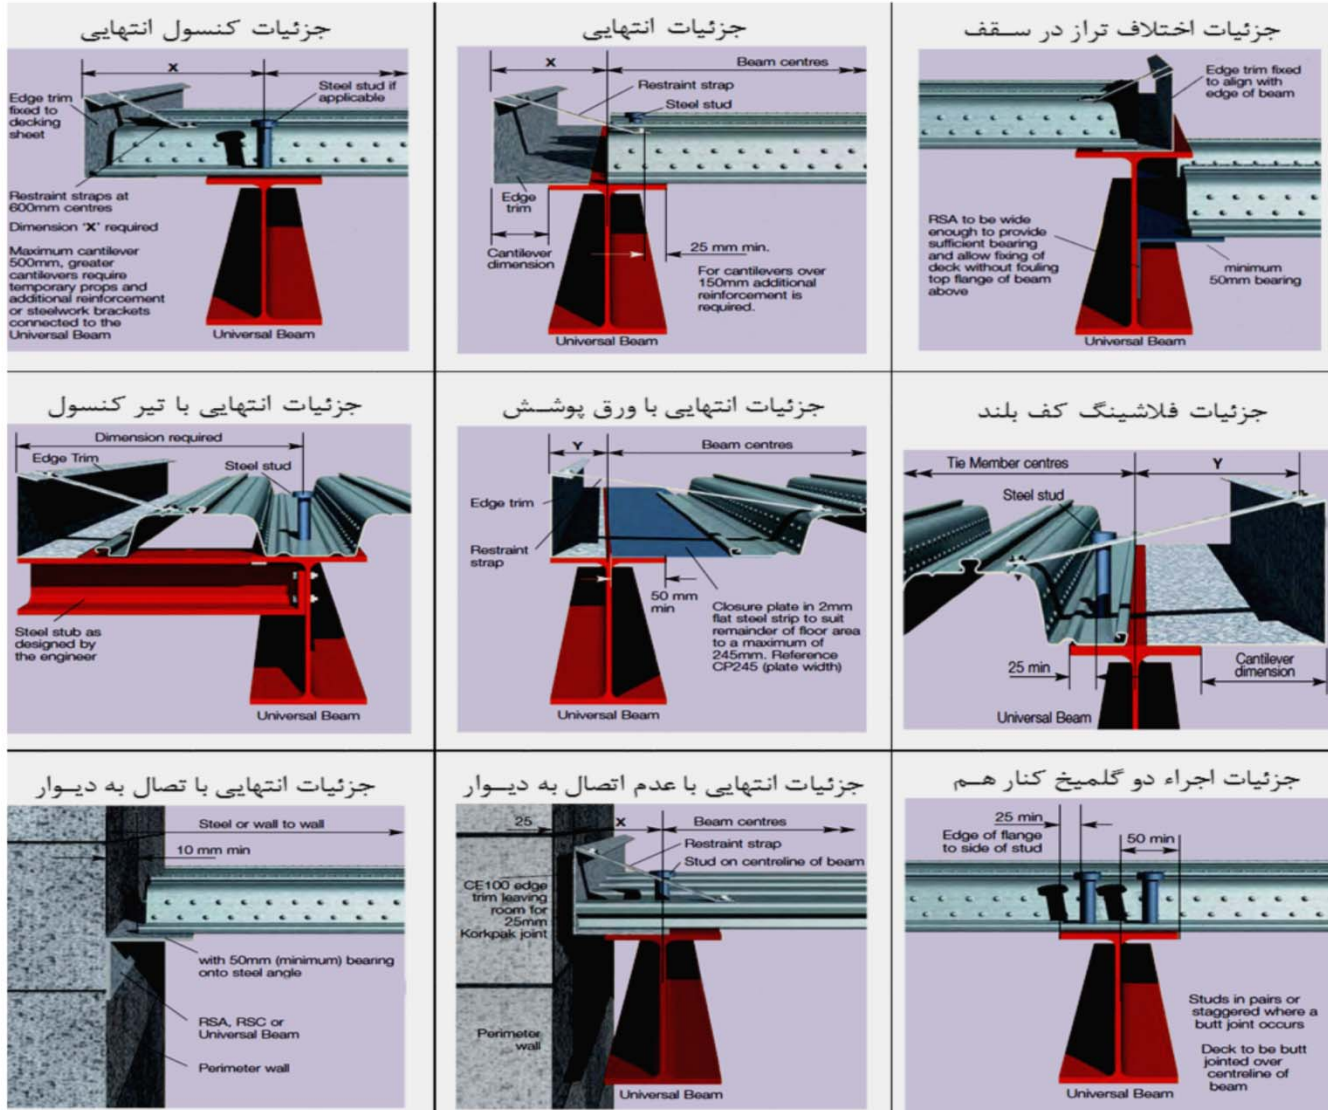 جزئیات کنسول انتهایی
X
Edge trim
fixed to
decking
sheet
Steel stud if
applicable
Restraint straps at
600mm centres
Dimension ‘X’ required
Maximum cantilever
500mm, greater
cantilevers require
temporary props and
additional reinforcement
or steelwork brackets
connected to the
Universal Beam
Universal Beam
جزئیات انتهایی
X
Beam centres
Restraint strap
Steel stud
Edge
trim
Cantilever
dimension
25 mm min.
For cantilevers over
150mm additional
reinforcement is
required.
Universal Beam
جزئیات اختلاف تراز در سقف
Edge trim fixed
to align with
edge of beam
RSA to be wide
enough to provide
sufficient bearing
and allow fixing of
deck without fouling
top flange of beam
above
minimum
50mm bearing
Universal Beam
جزئیات انتهایی با تیر کنسول
Dimension required
Edge Trim
Steel stud
Steel stub as
designed by
the engineer
Universal Beam
جزئیات انتهایی با ورق پوشش
Y
Beam centres
Edge trim
Restraint
strap
50 mm
min
Closure plate in 2mm
flat steel strip to suit
remainder of floor area
to a maximum of
245mm. Reference
CP245 (plate width)
Universal Beam
جزئیات فلاشینگ کف بلند
Tie Member centres
Y
Steel stud
25 min
Cantilever
dimension
Universal Beam
جزئیات انتهایی با تصال به دیوار
Steel or wall to wall
10 mm min
with 50mm (minimum) bearing
onto steel angle
RSA, RSC or
Universal Beam
Perimeter wall
جزئیات انتهایی با عدم اتصال به دیوار
25
X
Beam centres
Restraint strap
Stud on centreline of beam
CE100 edge
trim leaving
room for
25mm
Korkpak joint
Perimeter
wall
Universal Beam
جزئیات اجراء دو گلمیخ کنار هم
25 min
Edge of flange
to side of stud
50 min
Studs in pairs or
staggered where a
butt joint occurs
Deck to be butt
jointed over
centreline of
beam
Universal Beam